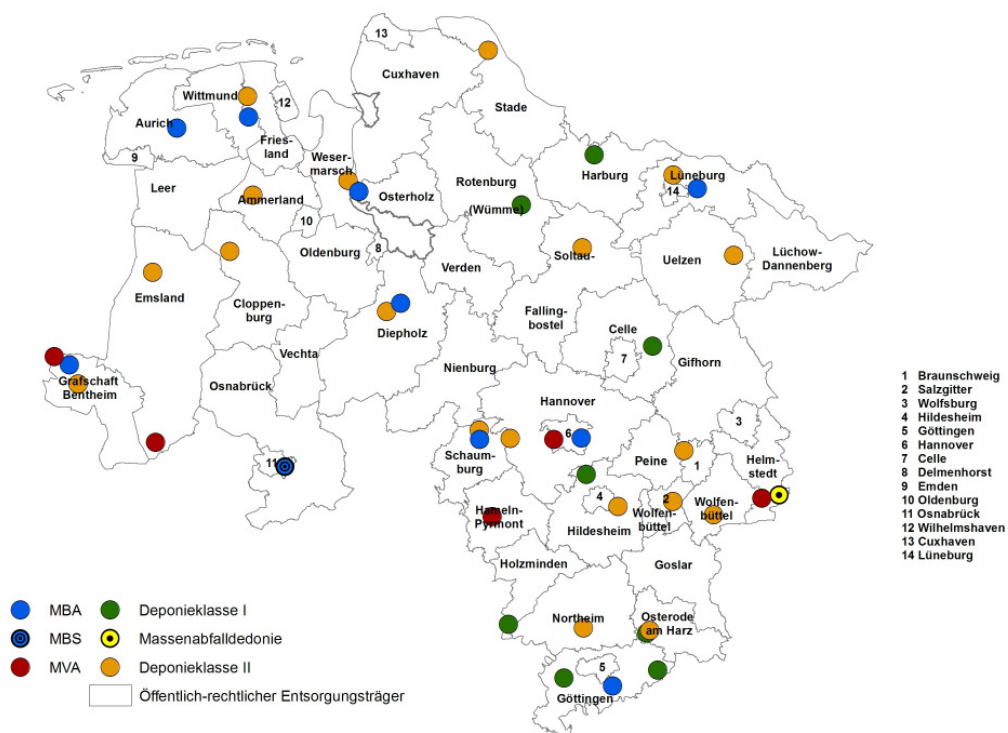 13
Cuxhaven
Wittmund
12
Stade
Aurich
Fries-
land
9
Weser-
marsch
Harburg
Lüneburg
Leer
Osterholz
Rotenburg
(Wümme)
14
Ammerland
10
Oldenburg
8
Soltau-
Uelzen
Lüchow-
Dannenberg
Verden
Emsland
Cloppen-
burg
Falling-
bostel
Celle
Diepholz
Vechta
7
Gifhorn
Nienburg
Grafschaft
Bentheim
Osnabrück
Hannover
3
6
Schaum-
burg
Peine
1
Helm-
stedt
11
4
2
Wolfen-
büttel
Wolfen-
büttel
Hameln-
Pyrmont
Hildesheim
Holzminden
Goslar
Northeim
Osterode
am Harz
5
Göttingen
1 Braunschweig
2 Salzgitter
3 Wolfsburg
4 Hildesheim
5 Göttingen
6 Hannover
7 Celle
8 Delmenhorst
9 Emden
10 Oldenburg
11 Osnabrück
12 Wilhelmshaven
13 Cuxhaven
14 Lüneburg
MBA
Deponieklasse I
MBS
Massenabfalldedonie
MVA
Deponieklasse II
Öffentlich-rechtlicher Entsorgungsträger